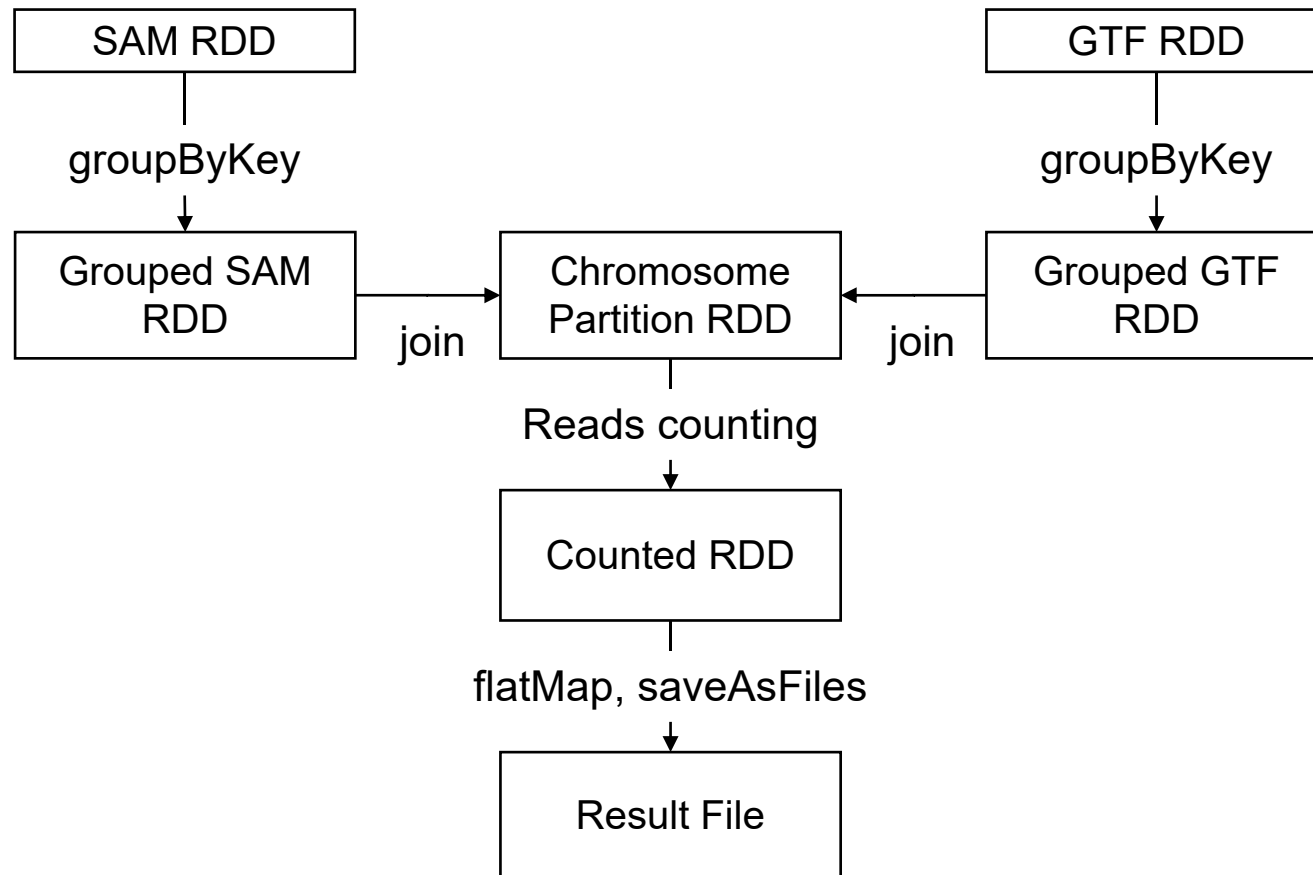 SAM RDD
GTF RDD
groupByKey
groupByKey
Grouped SAM
RDD
Chromosome
Partition RDD
Grouped GTF
RDD
join
join
Reads counting
Counted RDD
flatMap, saveAsFiles
Result File